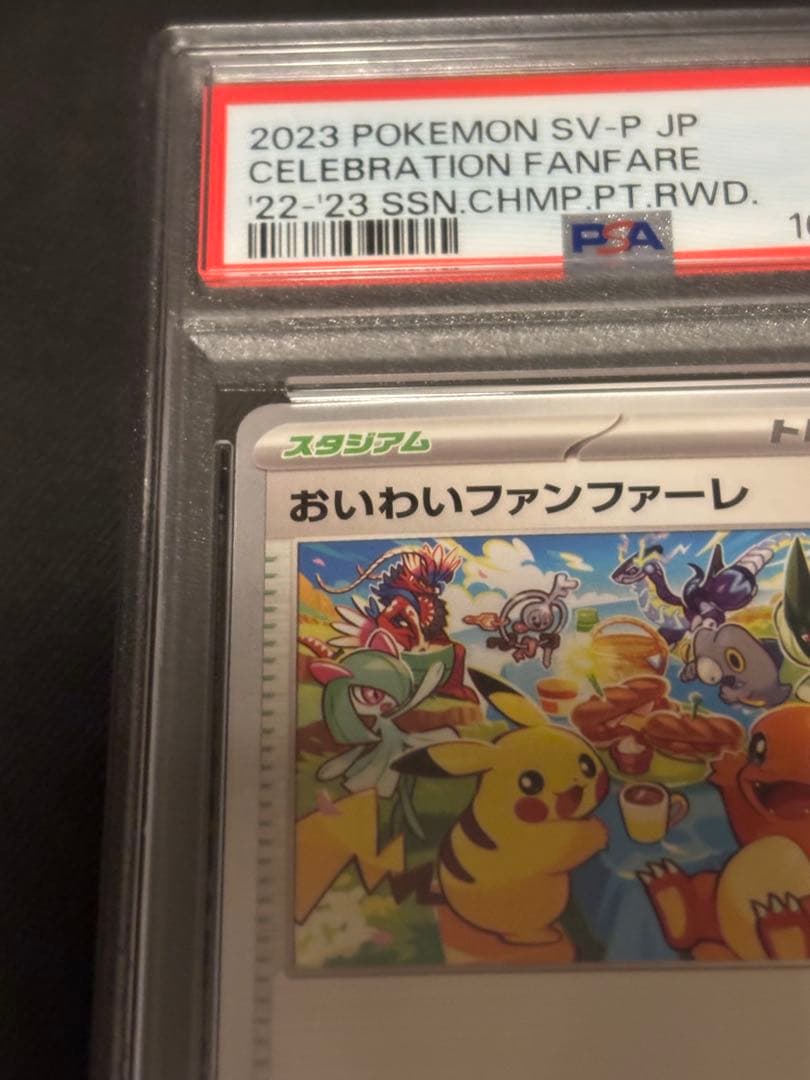 2023 POKEMON SV-P JP
CELEBRATION FANFARE
'22-'23 SSN.CHMP.PT.RWD.
PSA
スタジアム
おいわいファンファーレ